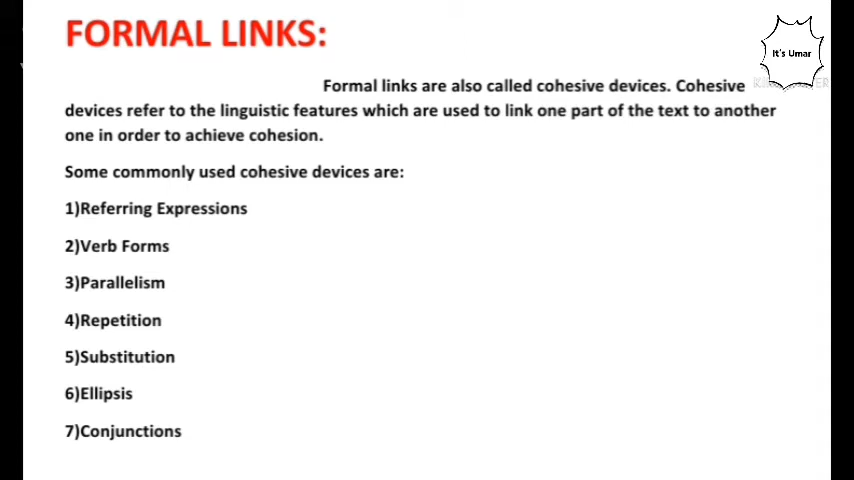 FORMAL LINKS:
It's Umar
Formal links are also called cohesive devices. Cohesive
devices refer to the linguistic features which are used to link one part of the text to another
one in order to achieve cohesion.
Some commonly used cohesive devices are:
1)Referring Expressions
2)Verb Forms
3)Parallelism
4)Repetition
5)Substitution
6)Ellipsis
7)Conjunctions